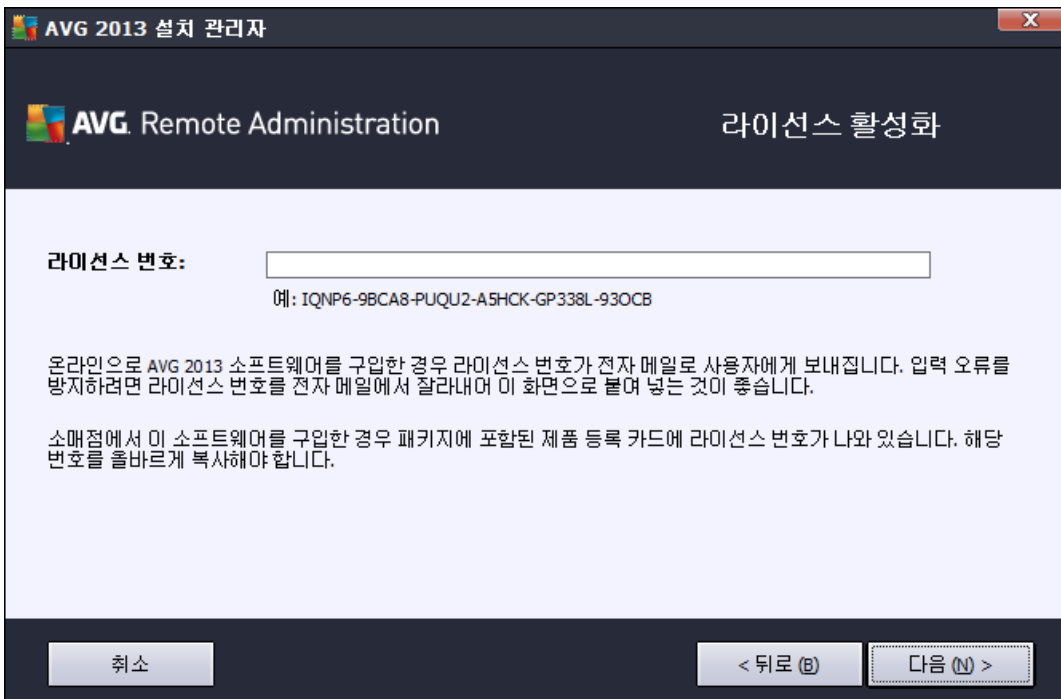 AVG 2013 설치 관리자
AVG. Remote Administration
라이선스 활성화
라이선스 번호:
예: IQNP6-9BCA8-PUQU2-A5HCK-GP338L-93OCB
온라인으로 AVG 2013 소프트웨어를 구입한 경우 라이선스 번호가 전자 메일로 사용자에게 보내집니다. 입력 오류를
방지하려면 라이선스 번호를 전자 메일에서 잘라내어 이 화면으로 붙여 넣는 것이 좋습니다.
소매점에서 이 소프트웨어를 구입한 경우 패키지에 포함된 제품 등록 카드에 라이선스 번호가 나와 있습니다. 해당
번호를 올바르게 복사해야 합니다.
취소
< 뒤로 (B)
다음 (N) >